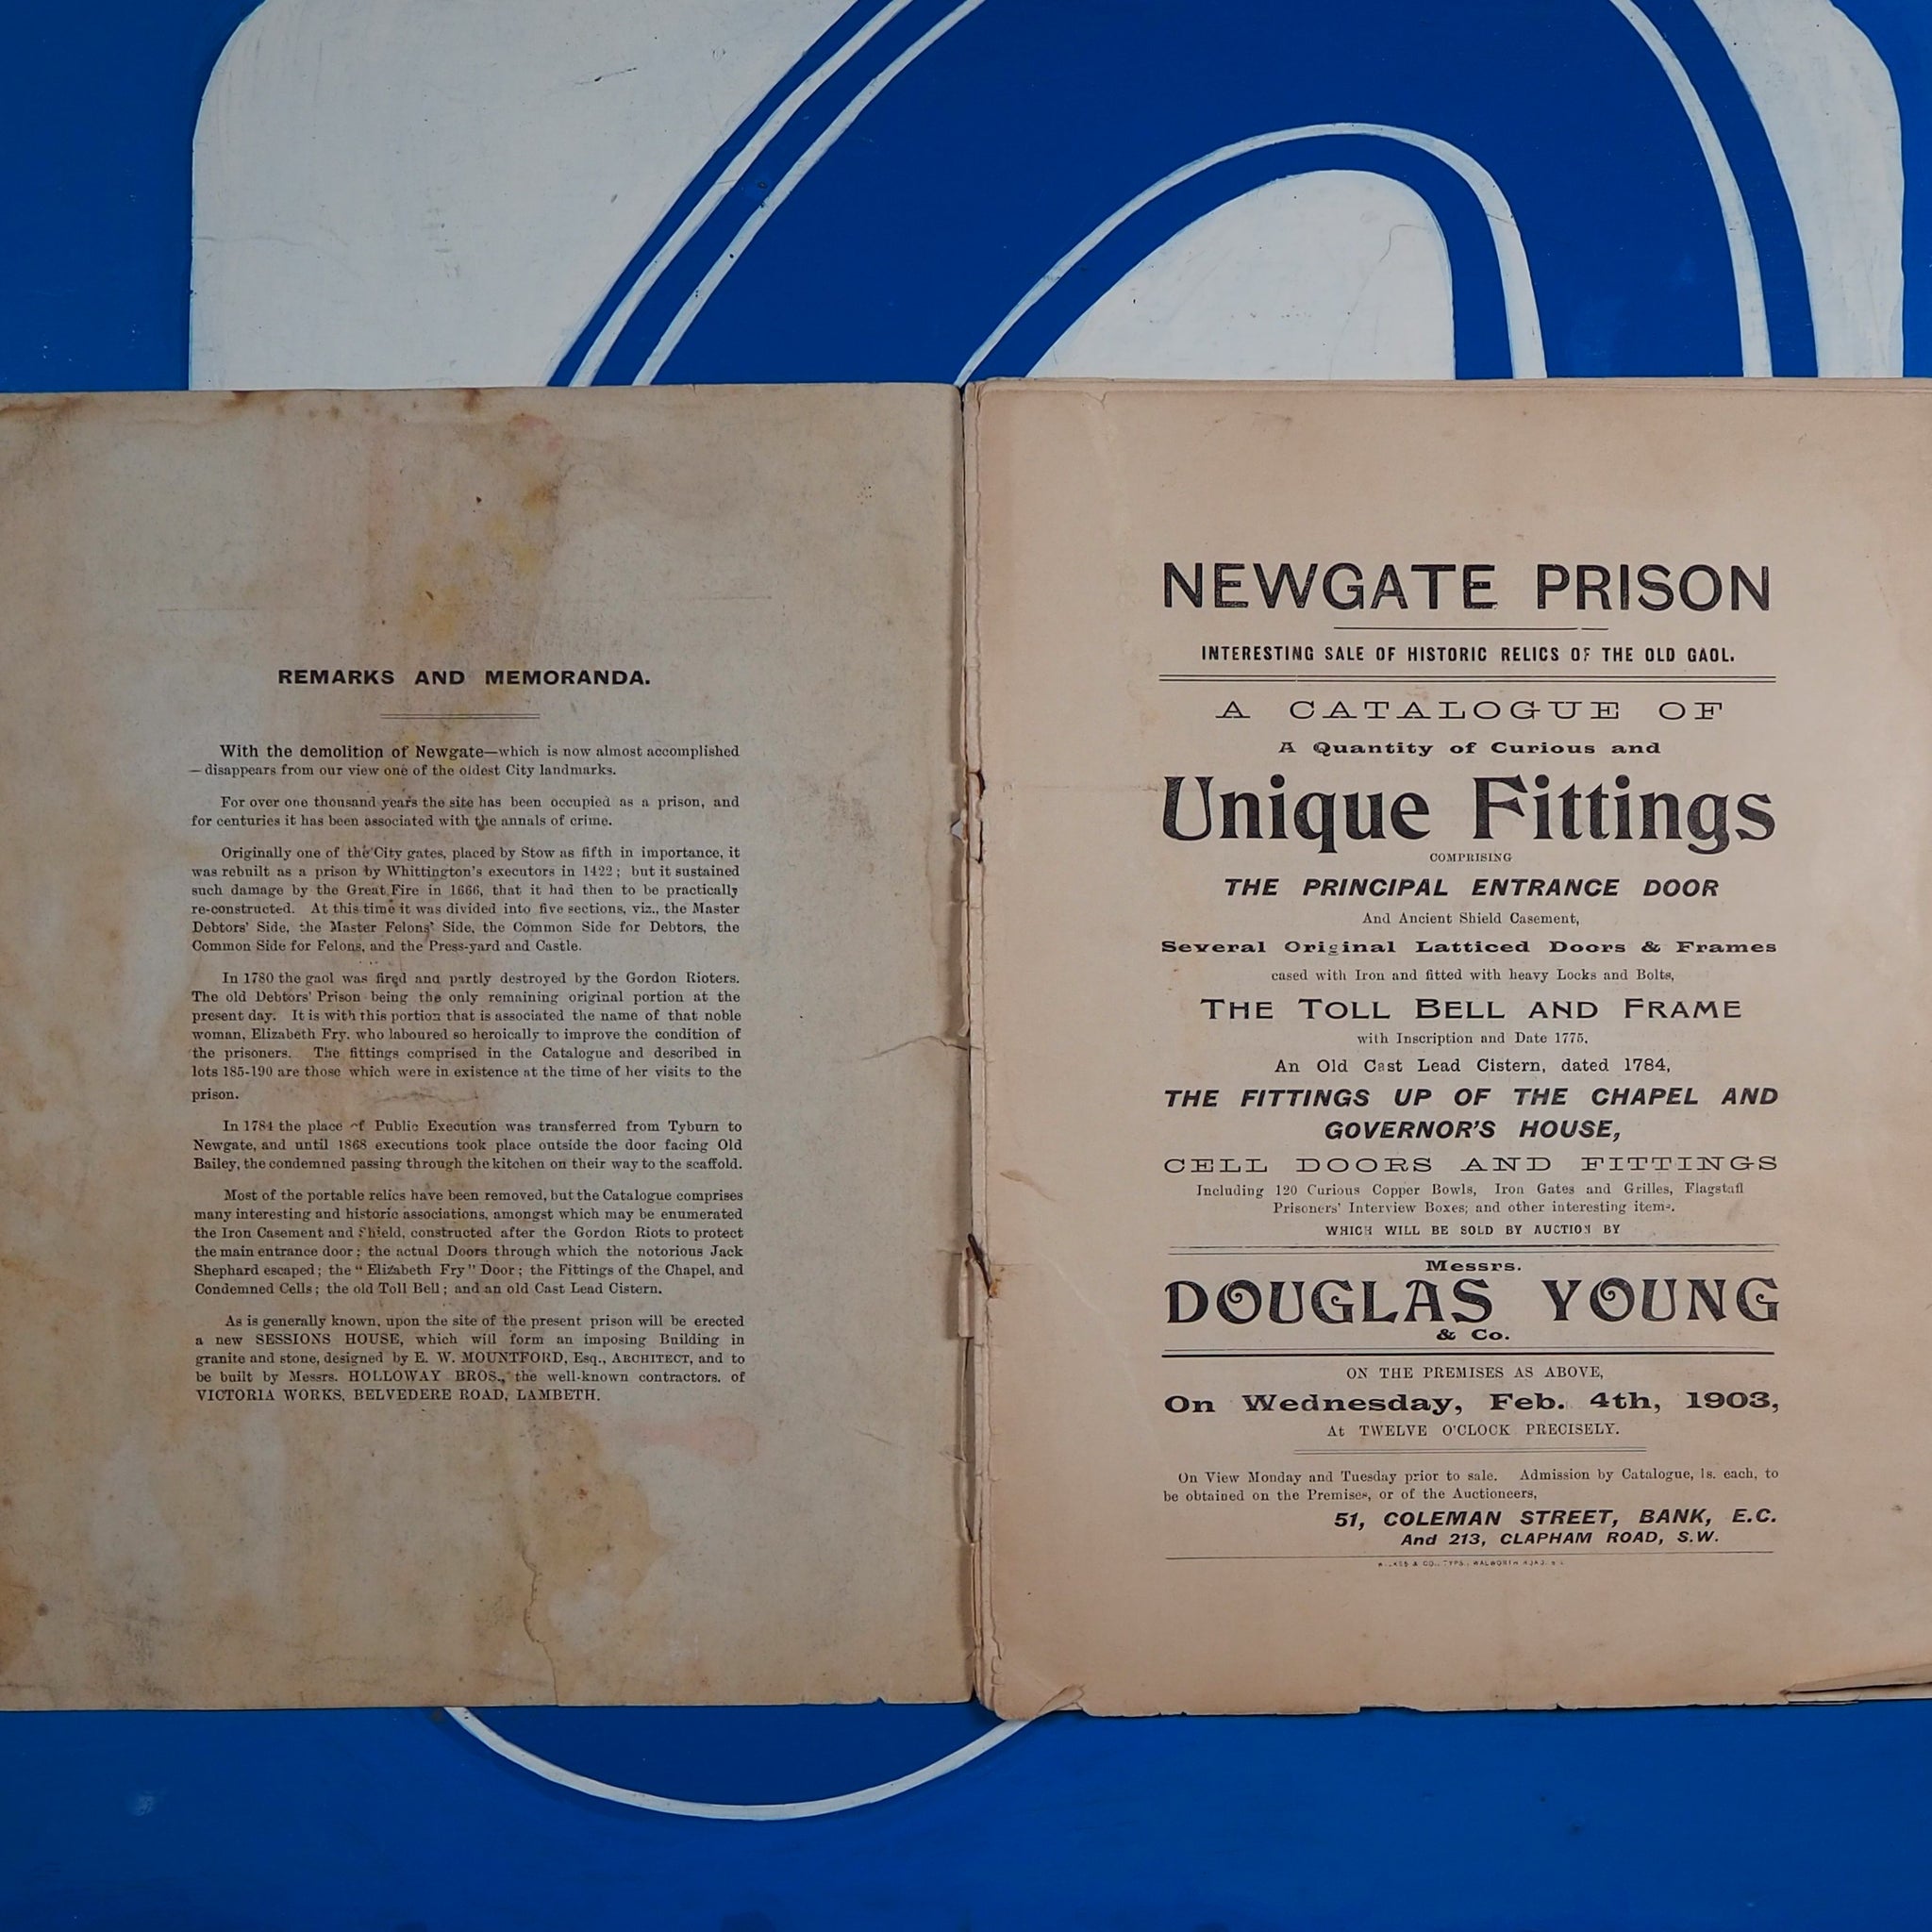 REMARKS AND MEMORANDA.
With the demolition of Newgate—which is now almost accomplished
—disappears from our view one of the oldest City landmarks.
For over one thousand years the site has been occupied as a prison, and
for centuries it has been associated with the annals of crime.
Originally one of the City gates, placed by Stow as fifth in importance, it
was rebuilt as a prison by Whittington's executors in 1422; but it sustained
such damage by the Great Fire in 1666, that it had then to be practically
re-constructed. At this time it was divided into five sections, viz., the Master
Debtors' Side, the Master Felons' Side, the Common Side for Debtors, the
Common Side for Felons, and the Press-yard and Castle.
In 1780 the gaol was fired and partly destroyed by the Gordon Rioters.
The old Debtors' Prison being the only remaining original portion at the
present day. It is with this portion that is associated the name of that noble
woman, Elizabeth Fry, who laboured so heroically to improve the condition of
the prisoners. The fittings comprised in the Catalogue and described in
lots 185-190 are those which were in existence at the time of her visits to the
prison.
In 1784 the place of Public Execution was transferred from Tyburn to
Newgate, and until 1868 executions took place outside the door facing Old
Bailey, the condemned passing through the kitchen on their way to the scaffold.
Most of the portable relics have been removed, but the Catalogue comprises
many interesting and historic associations, amongst which may be enumerated
the Iron Casement and Shield, constructed after the Gordon Riots to protect
the main entrance door; the actual Doors through which the notorious Jack
Shephard escaped; the "Elizabeth Fry" Door; the Fittings of the Chapel, and
Condemned Cells; the old Toll Bell; and an old Cast Lead Cistern.
As is generally known, upon the site of the present prison will be erected
a new SESSIONS HOUSE, which will form an imposing Building in
granite and stone, designed by E. W. MOUNTFORD, Esq., ARCHITECT, and to
be built by Messrs. HOLLOWAY BROS., the well-known contractors, of
VICTORIA WORKS, BELVEDERE ROAD, LAMBETH.
NEWGATE PRISON
INTERESTING SALE OF HISTORIC RELICS OF THE OLD GAOL.
A CATALOGUE OF
A Quantity of Curious and
Unique Fittings
COMPRISING
THE PRINCIPAL ENTRANCE DOOR
And Ancient Shield Casement,
Several Original Latticed Doors & Frames
cased with Iron and fitted with heavy Locks and Bolts,
THE TOLL BELL AND FRAME
with Inscription and Date 1775,
An Old Cast Lead Cistern, dated 1784,
THE FITTINGS UP OF THE CHAPEL AND
GOVERNOR'S HOUSE,
CELL DOORS AND FITTINGS
Including 120 Curious Copper Bowls, Iron Gates and Grilles, Flagstaff
Prisoners' Interview Boxes; and other interesting items.
WHICH WILL BE SOLD BY AUCTION BY
Messrs.
DOUGLAS YOUNG
& Co.
ON THE PREMISES AS ABOVE,
On Wednesday, Feb. 4th, 1903,
At TWELVE O'CLOCK PRECISELY.
On View Monday and Tuesday prior to sale. Admission by Catalogue, 1s. each, to
be obtained on the Premises, or of the Auctioneers,
51, COLEMAN STREET, BANK, E.C.
And 213, CLAPHAM ROAD, S.W.
& CO., TYPS., WALWORTH ROAD,